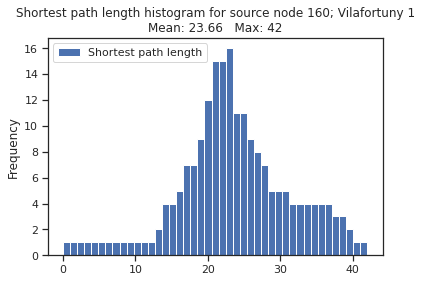 Shortest path length histogram for source node 160; Vilafortuny 1
Mean: 23.66 Max: 42
Shortest path length
Frequency
16
14
12
10
8
6
4
2
0
0 10 20 30 40